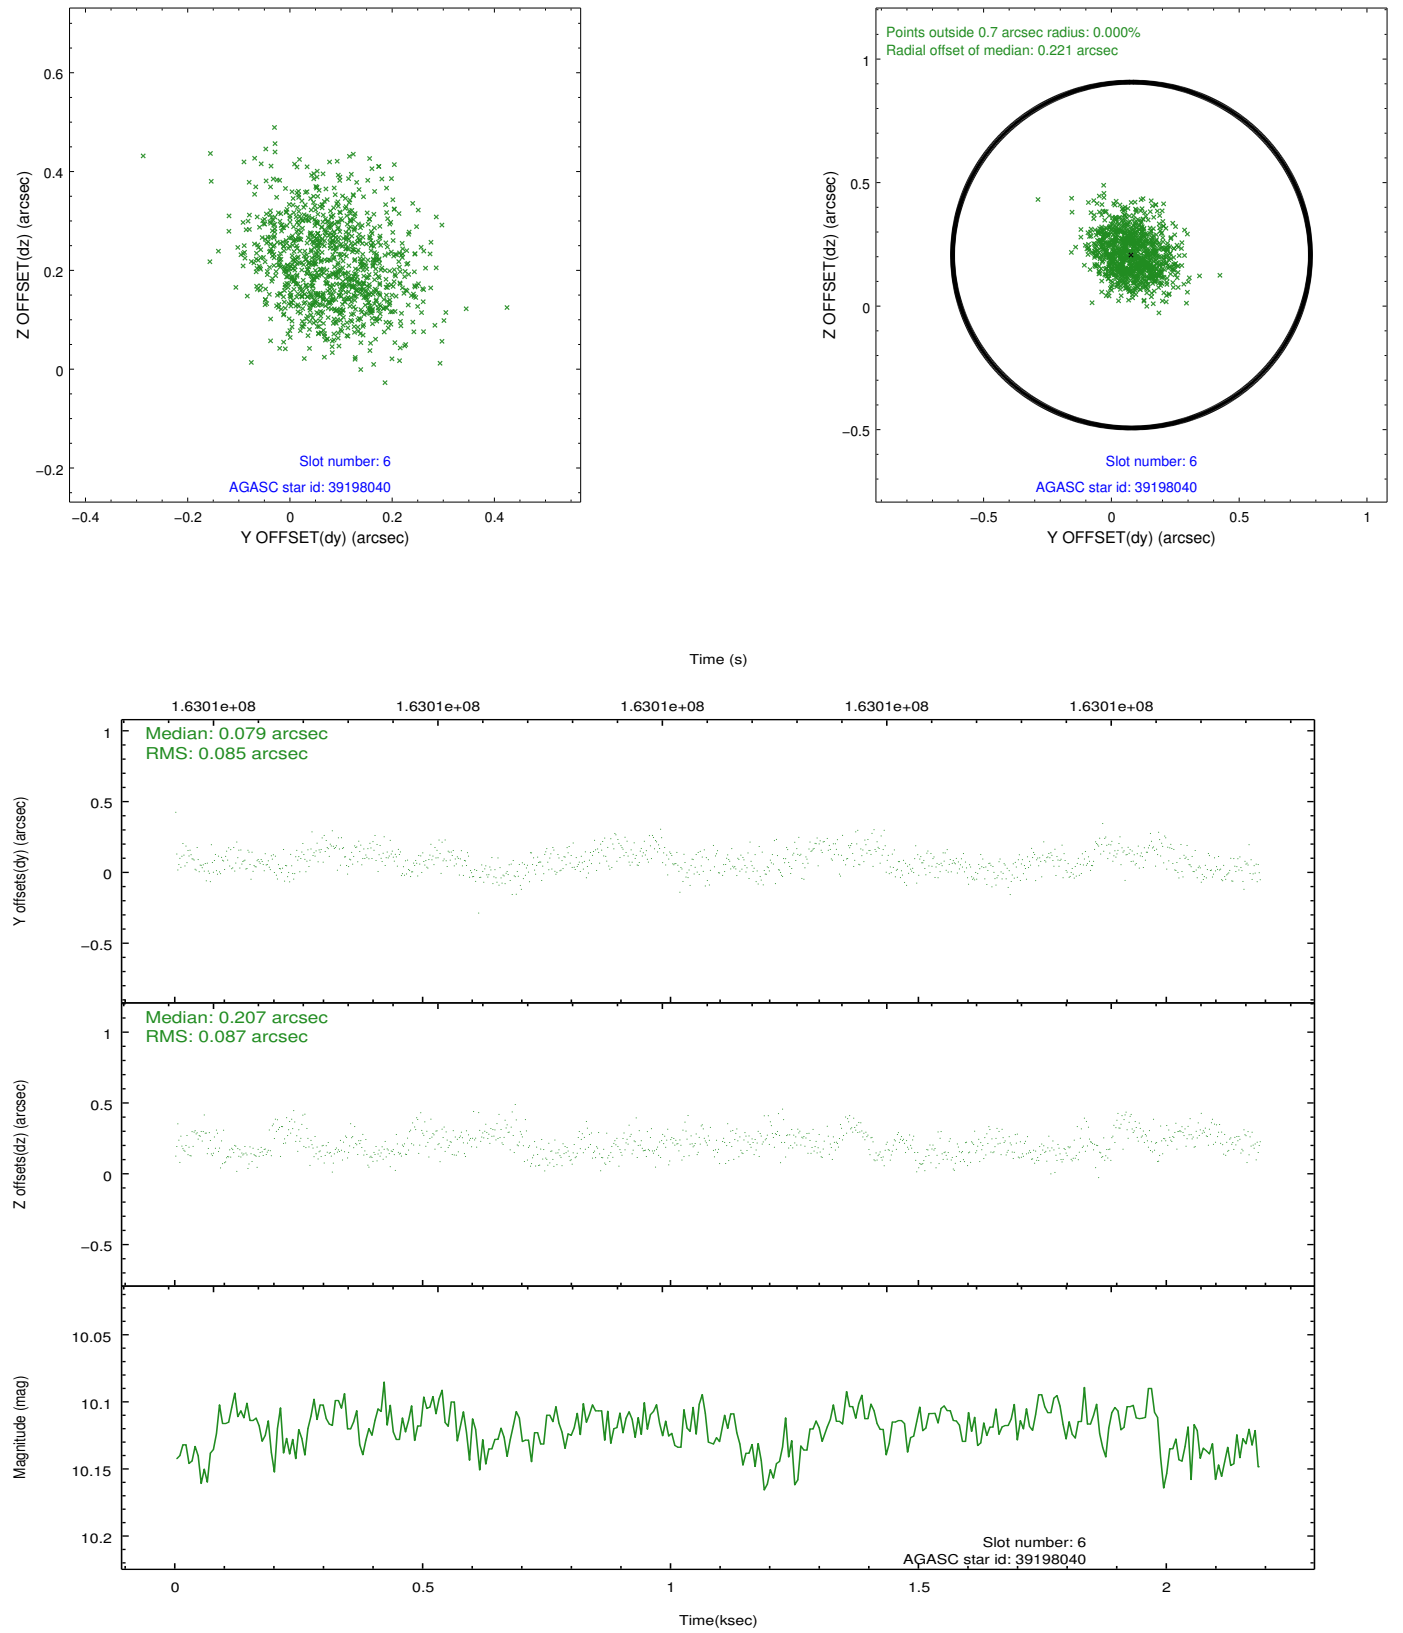 0.6
0.4
0.2
0
−0.2
Z OFFSET(dz) (arcsec)
Slot number: 6
AGASC star id: 39198040
−0.4 −0.2 0 0.2 0.4
Y OFFSET(dy) (arcsec)
Points outside 0.7 arcsec radius: 0.000%
Radial offset of median: 0.221 arcsec
1
0.5
0
−0.5
Z OFFSET(dz) (arcsec)
Slot number: 6
AGASC star id: 39198040
−0.5 0 0.5 1
Y OFFSET(dy) (arcsec)
Time (s)
1.6301e+08 1.6301e+08 1.6301e+08 1.6301e+08 1.6301e+08
Median: 0.079 arcsec
RMS: 0.085 arcsec
1
0.5
0
−0.5
Y offsets(dy) (arcsec)
Median: 0.207 arcsec
RMS: 0.087 arcsec
1
0.5
0
−0.5
Z offsets(dz) (arcsec)
10.05
10.1
10.15
10.2
Magnitude (mag)
Slot number: 6
AGASC star id: 39198040
0 0.5 1 1.5 2
Time(ksec)